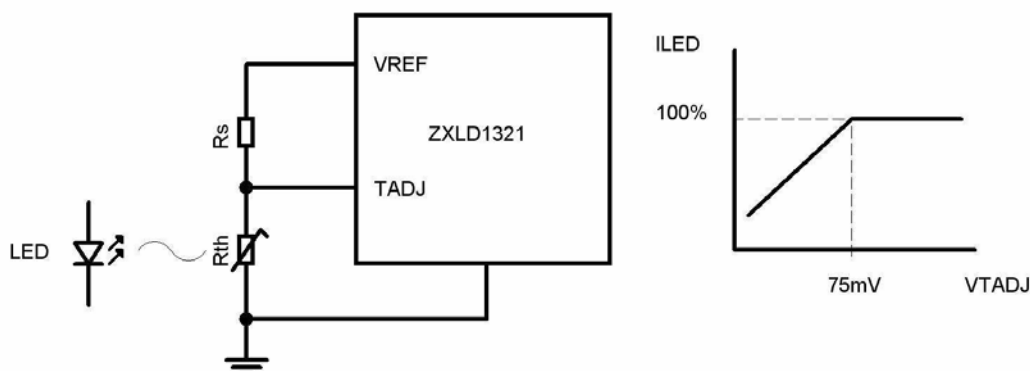 VREF
Rs
ZXLD1321
TADJ
LED
Rth
ILED
100%
75mV
VTADJ